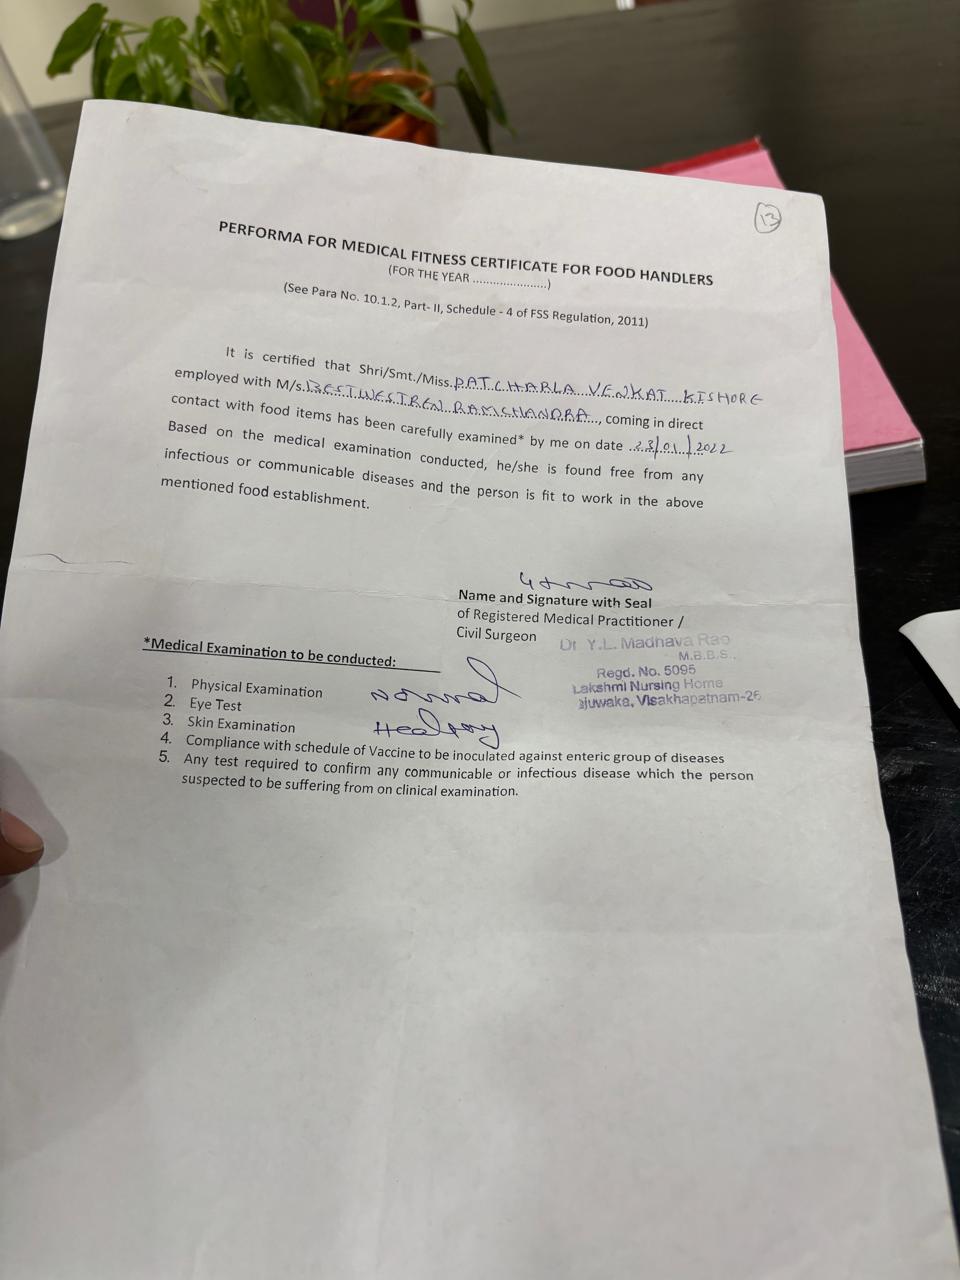 13
PERFORMA FOR MEDICAL FITNESS CERTIFICATE FOR FOOD HANDLERS
(FOR THE YEAR ......................)
(See Para No. 10.1.2, Part- II, Schedule - 4 of FSS Regulation, 2011)
It is certified that Shri/Smt./Miss. PATCHARLA VENKAT KISHORE
employed with M/s. BESTWESTREN RAMCHANDRA, coming in direct
contact with food items has been carefully examined* by me on date 23/01/2022
Based on the medical examination conducted, he/she is found free from any
infectious or communicable diseases and the person is fit to work in the above
mentioned food establishment.
Name and Signature with Seal
of Registered Medical Practitioner /
Civil Surgeon
Dr Y.L. Madhava Rao
M.B.B.S.,
Regd. No. 5095
Lakshmi Nursing Home
ajuwaka, Visakhapatnam-26
*Medical Examination to be conducted:
1. Physical Examination Normal
2. Eye Test
3. Skin Examination Healthy
4. Compliance with schedule of Vaccine to be inoculated against enteric group of diseases
5. Any test required to confirm any communicable or infectious disease which the person
suspected to be suffering from on clinical examination.